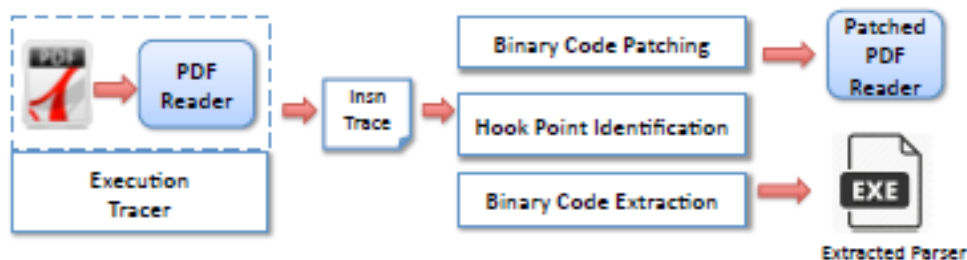 PDF
PDF
Reader
Execution
Tracer
Insn
Trace
Binary Code Patching
Hook Point Identification
Binary Code Extraction
Patched
PDF
Reader
EXE
Extracted Parser